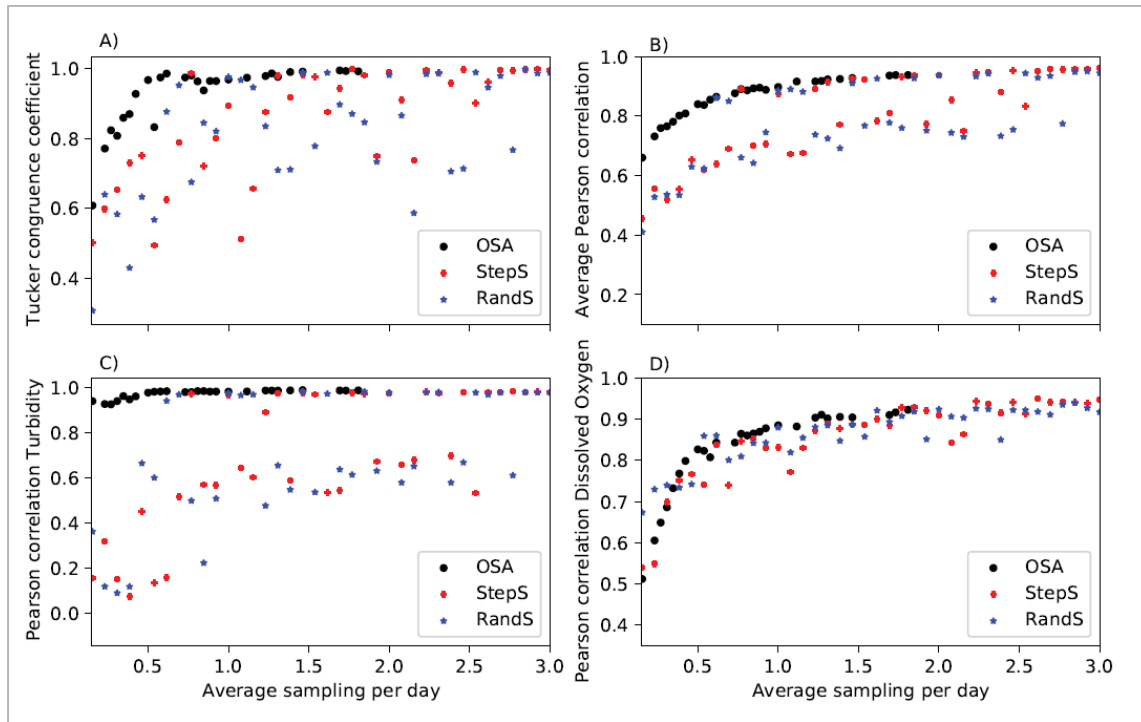 A)
Tucker congruence coefficient
1.0
0.8
0.6
0.4
OSA
StepS
RandS
B)
Average Pearson correlation
1.0
0.8
0.6
0.4
0.2
OSA
StepS
RandS
C)
Pearson correlation Turbidity
1.0
0.8
0.6
0.4
0.2
0.0
OSA
StepS
RandS
0.5 1.0 1.5 2.0 2.5 3.0
Average sampling per day
D)
Pearson correlation Dissolved Oxygen
1.0
0.9
0.8
0.7
0.6
0.5
0.4
OSA
StepS
RandS
0.5 1.0 1.5 2.0 2.5 3.0
Average sampling per day